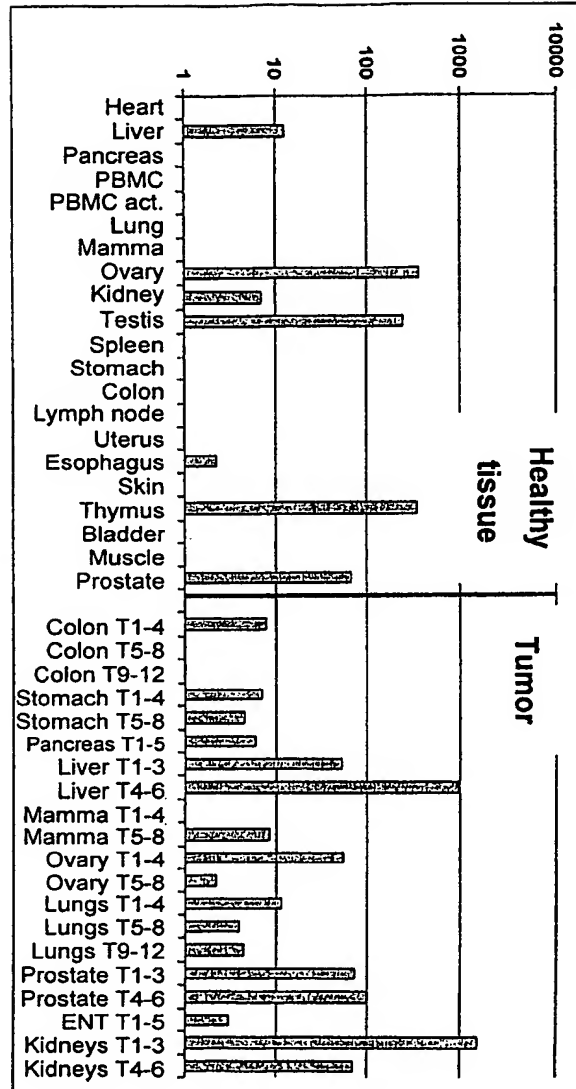 1
10
100
1000
10000
Heart
Liver
Pancreas
PBMC
PBMC act.
Lung
Mamma
Ovary
Kidney
Testis
Spleen
Stomach
Colon
Lymph node
Uterus
Esophagus
Skin
Thymus
Bladder
Muscle
Prostate
Healthy
tissue
Colon T1-4
Colon T5-8
Colon T9-12
Stomach T1-4
Stomach T5-8
Pancreas T1-5
Liver T1-3
Liver T4-6
Mamma T1-4
Mamma T5-8
Ovary T1-4
Ovary T5-8
Lungs T1-4
Lungs T5-8
Lungs T9-12
Prostate T1-3
Prostate T4-6
ENT T1-5
Kidneys T1-3
Kidneys T4-6
Tumor